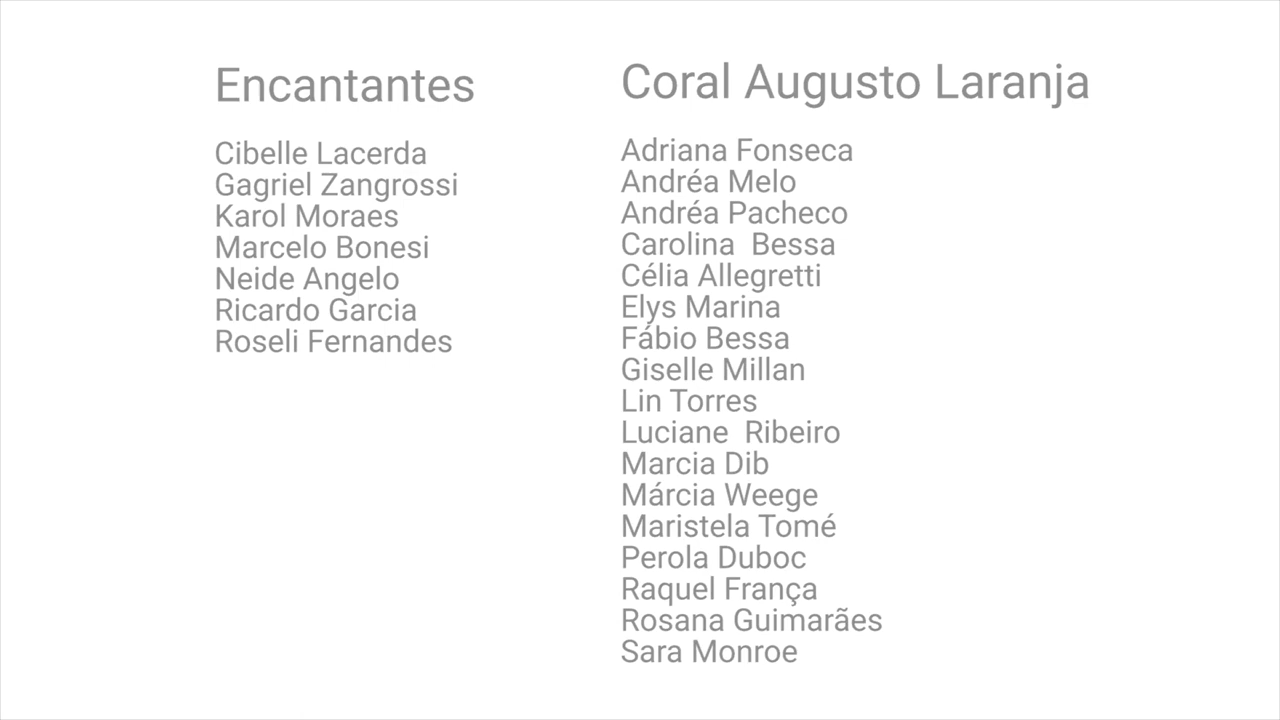 Encantantes
Cibelle Lacerda
Gagriel Zangrossi
Karol Moraes
Marcelo Bonesi
Neide Angelo
Ricardo Garcia
Roseli Fernandes
Coral Augusto Laranja
Adriana Fonseca
Andréa Melo
Andréa Pacheco
Carolina  Bessa
Célia Allegretti
Elys Marina
Fábio Bessa
Giselle Millan
Lin Torres
Luciane  Ribeiro
Marcia Dib
Márcia Weege
Maristela Tomé
Perola Duboc
Raquel França
Rosana Guimarães
Sara Monroe